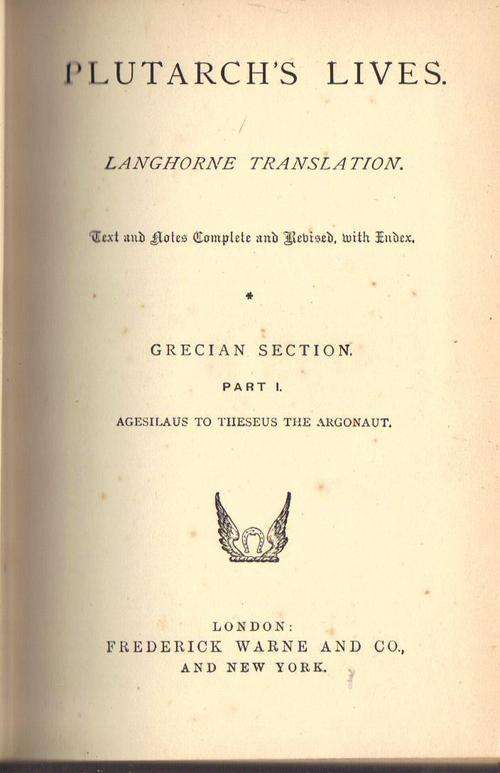 PLUTARCH'S LIVES.
LANGHORNE TRANSLATION.
Text and Notes Complete and Revised, with Index.
*
GRECIAN SECTION.
PART I.
AGESILAUS TO THESEUS THE ARGONAUT.
LONDON:
FREDERICK WARNE AND CO.,
AND NEW YORK.